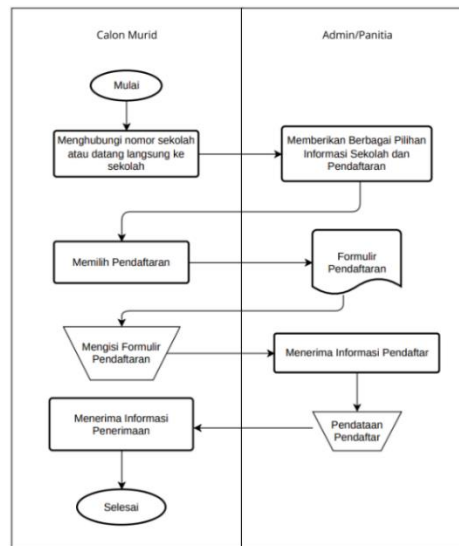 Calon Murid
Admin/Panitia
Mulai
Menghubungi nomor sekolah
atau datang langsung ke
sekolah
Memberikan Berbagai Pilihan
Informasi Sekolah dan
Pendaftaran
Memilih Pendaftaran
Formulir
Pendaftaran
Mengisi Formulir
Pendaftaran
Menerima Informasi Pendaftar
Menerima Informasi
Penerimaan
Pendataan
Pendaftar
Selesai